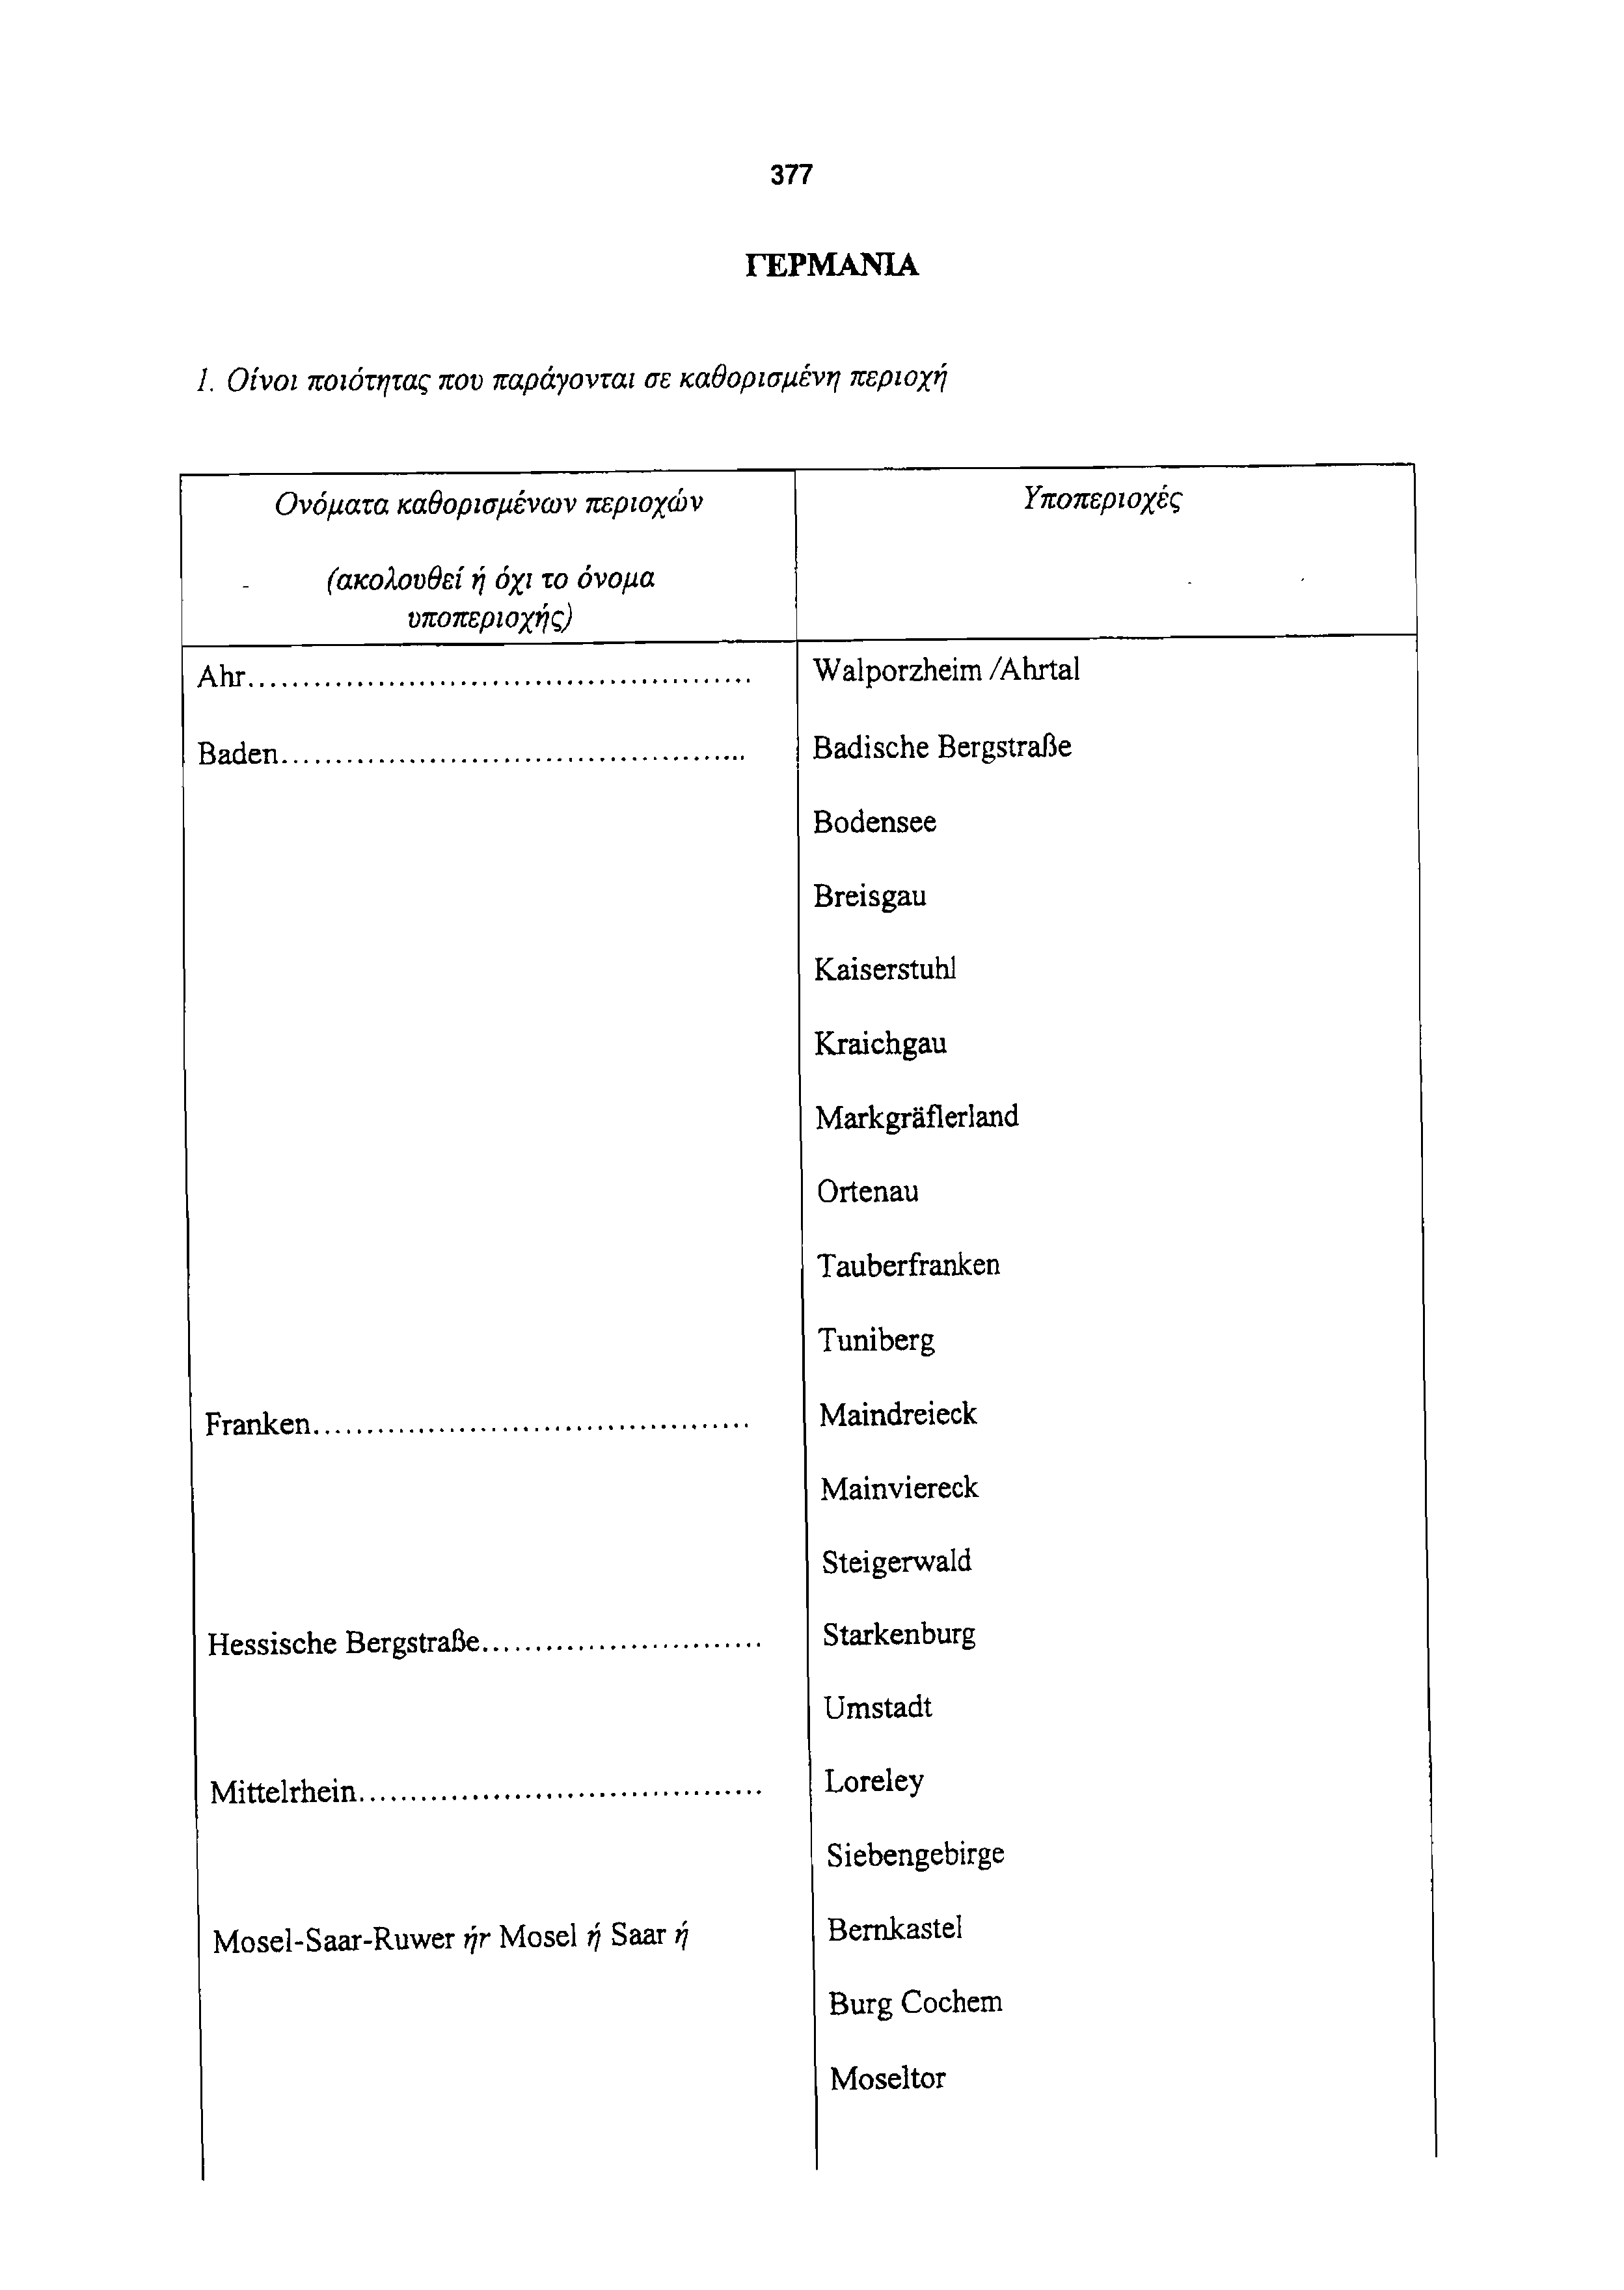 377
ΓΕΡΜΑΝΙΑ
1. Οίνοι ποιότητας που παράγονται σε καθορισμένη περιοχή
Ονόματα καθορισμένων περιοχών
Υποπεριοχές
(ακολουθεί ή όχι το όνομα
υποπεριοχής)
Ahr.................................................. Walporzheim /Ahrtal
Baden.............................................. Badische Bergstraße
Bodensee
Breisgau
Kaiserstuhl
Kraichgau
Markgräflerland
Ortenau
Tauberfranken
Tuniberg
Franken........................................... Maindreieck
Mainviereck
Steigerwald
Hessische Bergstraße............................ Starkenburg
Umstadt
Mittelrhein........................................ Loreley
Siebengebirge
Mosel-Saar-Ruwer ήr Mosel ή Saar ή Bernkastel
Burg Cochem
Moseltor